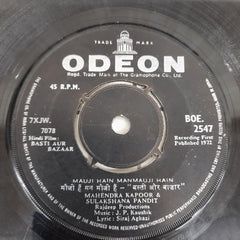 TRADE MARK
ODEON
Regd. Trade Mark of The Gramophone Co., Ltd.
45 R.P.M.
7XJW.
7078
Hindi Film:
BASTI AUR
BAZAAR
BOE.
2547
Recording First
Published 1972
MAUJI HAIN MANMAUJI HAIN
मौजी हैं मन मौजी हैं - "बस्ती और बाज़ार"
MAHENDRA KAPOOR &
SULAKSHANA PANDIT
Rajdeep Productions
Music: J. P. Kaushik
Lyric: Siraj Aghazi